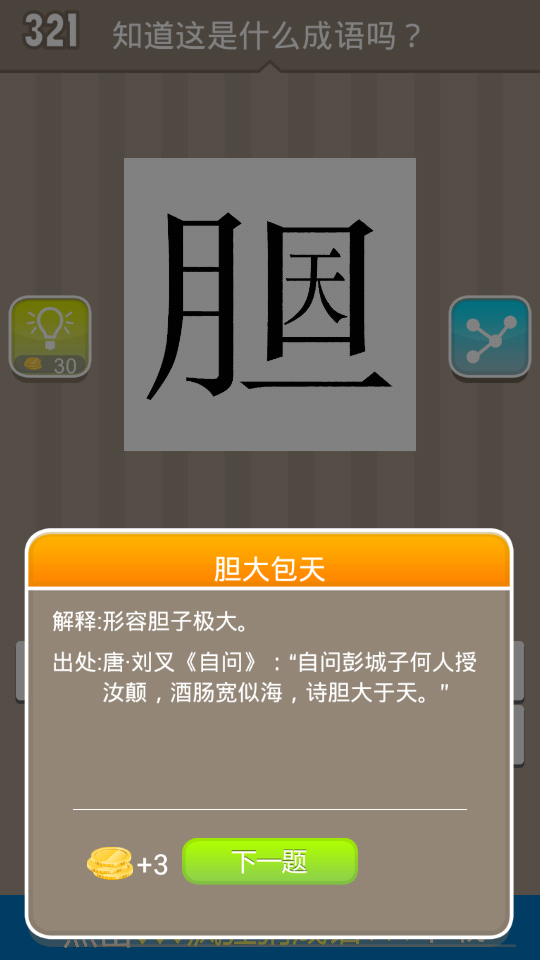 321
知道这是什么成语吗？
30
胆大包天
解释:形容胆子极大。
出处:唐·刘叉《自问》：“自问彭城子何人授
汝颠，酒肠宽似海，诗胆大于天。”
+3
下一题